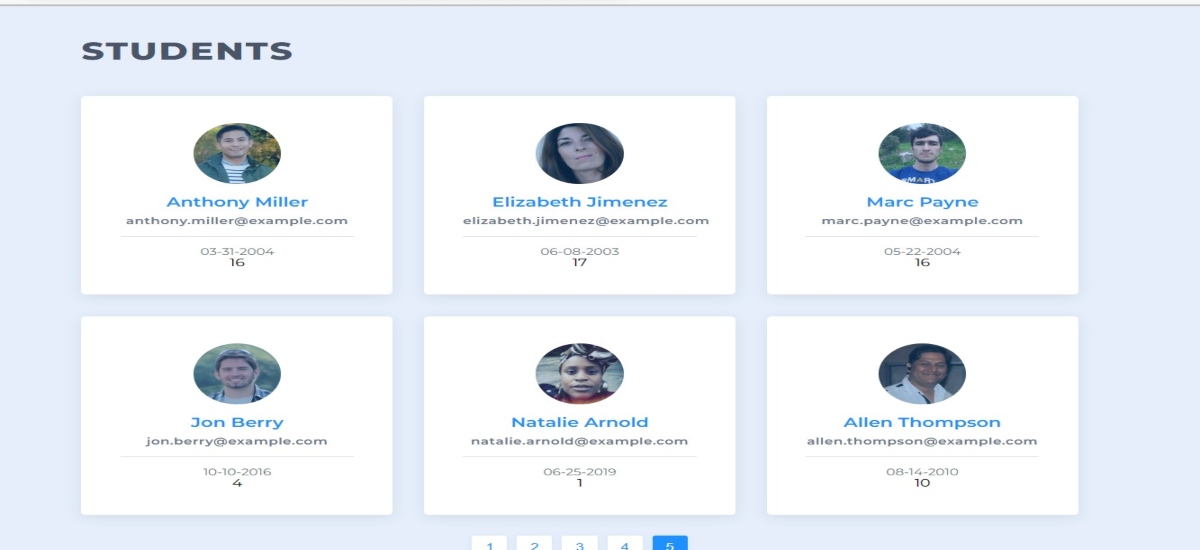 STUDENTS
Anthony Miller
anthony.miller@example.com
03-31-2004
16
Elizabeth Jimenez
elizabeth.jimenez@example.com
06-08-2003
17
Marc Payne
marc.payne@example.com
05-22-2004
16
Jon Berry
jon.berry@example.com
10-10-2016
4
Natalie Arnold
natalie.arnold@example.com
06-25-2019
1
Allen Thompson
allen.thompson@example.com
08-14-2010
10
1 2 3 4 5